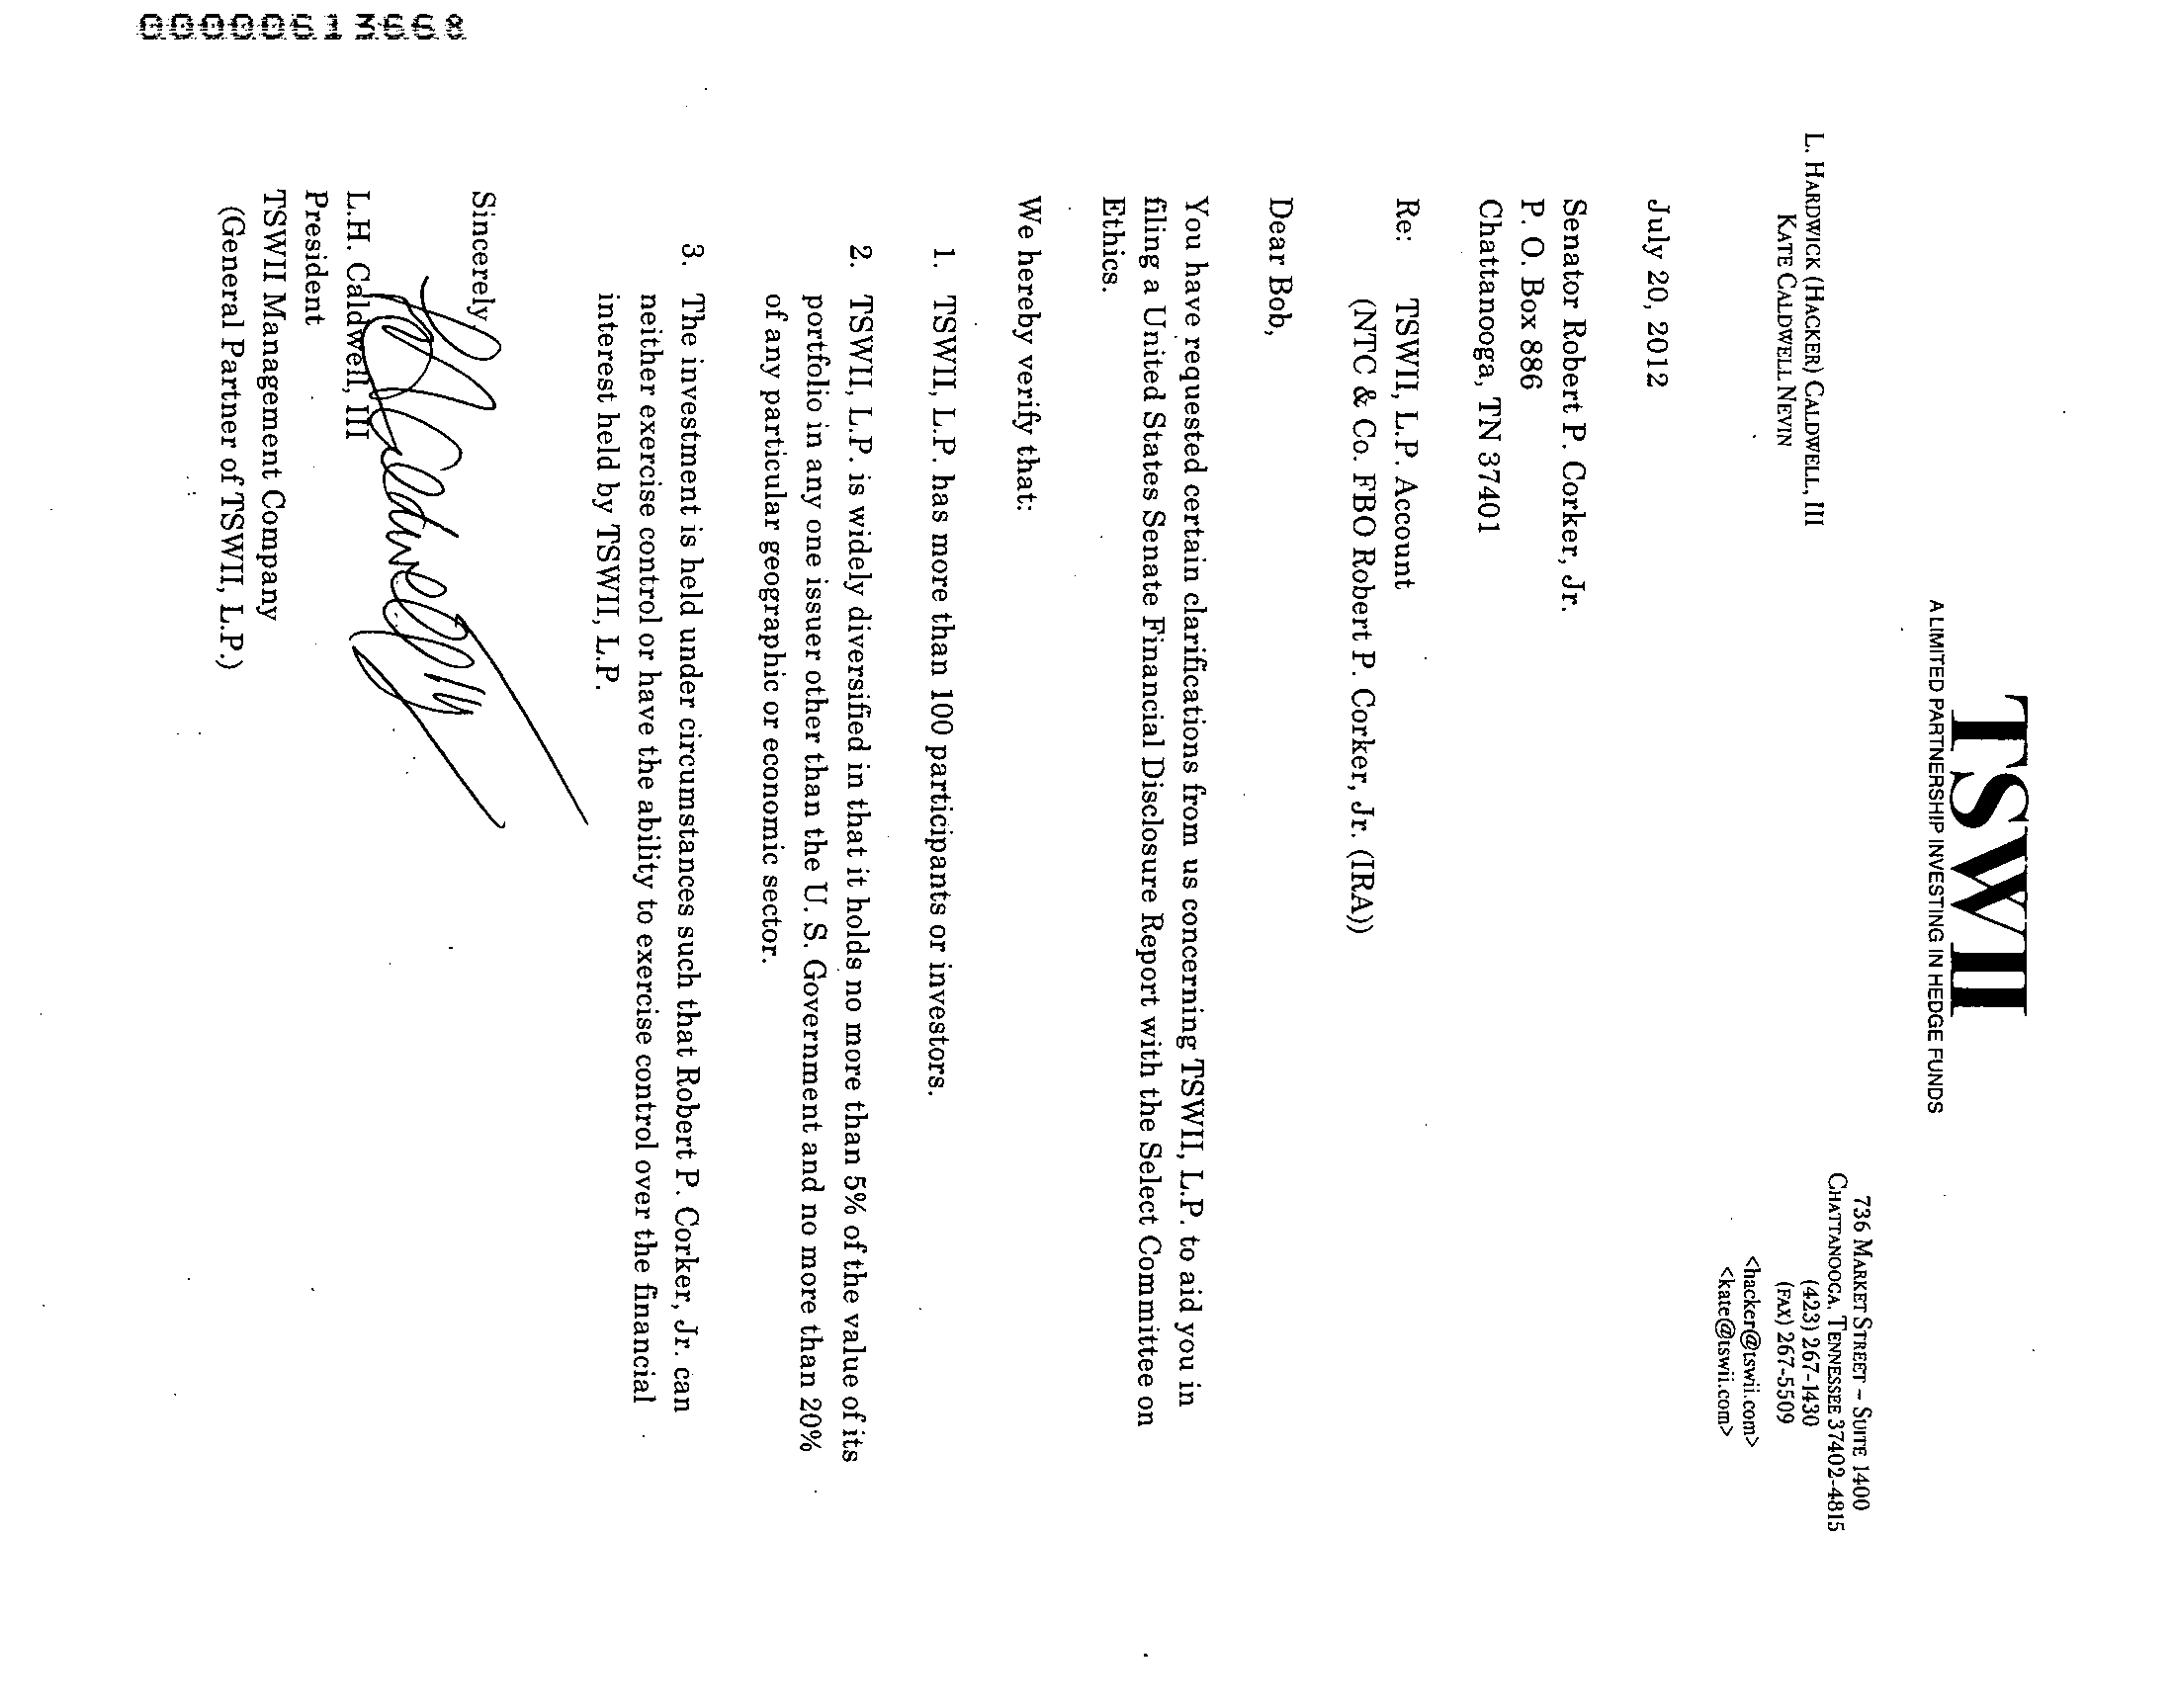 TSWII
A LIMITED PARTNERSHIP INVESTING IN HEDGE FUNDS
736 MARKET STREET – SUITE 1400
CHATTANOOGA, TENNESSEE 37402-4815
(423) 267-1430
(FAX) 267-5509
<hacker@tswii.com>
<kate@tswii.com>
L. HARDWICK (HACKER) CALDWELL, III
KATE CALDWELL NEVIN
July 20, 2012
Senator Robert P. Corker, Jr.
P. O. Box 886
Chattanooga, TN 37401
Re: TSWII, L.P. Account
(NTC & Co. FBO Robert P. Corker, Jr. (IRA))
Dear Bob,
You have requested certain clarifications from us concerning TSWII, L.P. to aid you in
filing a United States Senate Financial Disclosure Report with the Select Committee on
Ethics.
We hereby verify that:
1. TSWII, L.P. has more than 100 participants or investors.
2. TSWII, L.P. is widely diversified in that it holds no more than 5% of the value of its
portfolio in any one issuer other than the U. S. Government and no more than 20%
of any particular geographic or economic sector.
3. The investment is held under circumstances such that Robert P. Corker, Jr. can
neither exercise control or have the ability to exercise control over the financial
interest held by TSWII, L.P.
Sincerely,
L.H. Caldwell, III
President
TSWII Management Company
(General Partner of TSWII, L.P.)
00000613668